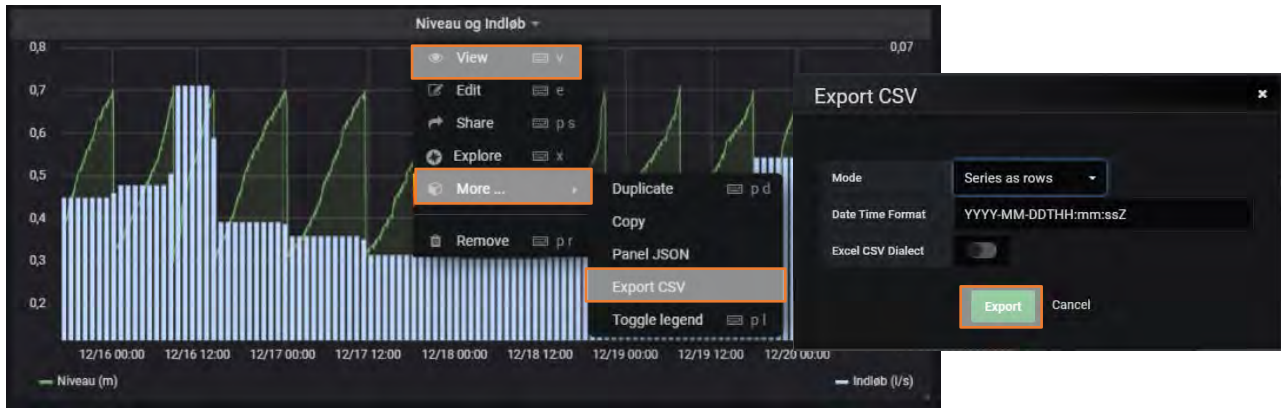 Niveau og Indløb
0,8
0,7
0,6
0,5
0,4
0,3
0,2
0,07
View v
Edit e
Share p s
Explore x
More ...
Remove p r
Duplicate p d
Copy
Panel JSON
Export CSV
Toggle legend p l
12/16 00:00 12/16 12:00 12/17 00:00 12/17 12:00 12/18 00:00 12/18 12:00 12/19 00:00 12/19 12:00 12/20 00:00
Niveau (m)
Indløb (l/s)
Export CSV ×
Mode Series as rows
Date Time Format YYYY-MM-DDTHH:mm:ssZ
Excel CSV Dialect
Export Cancel